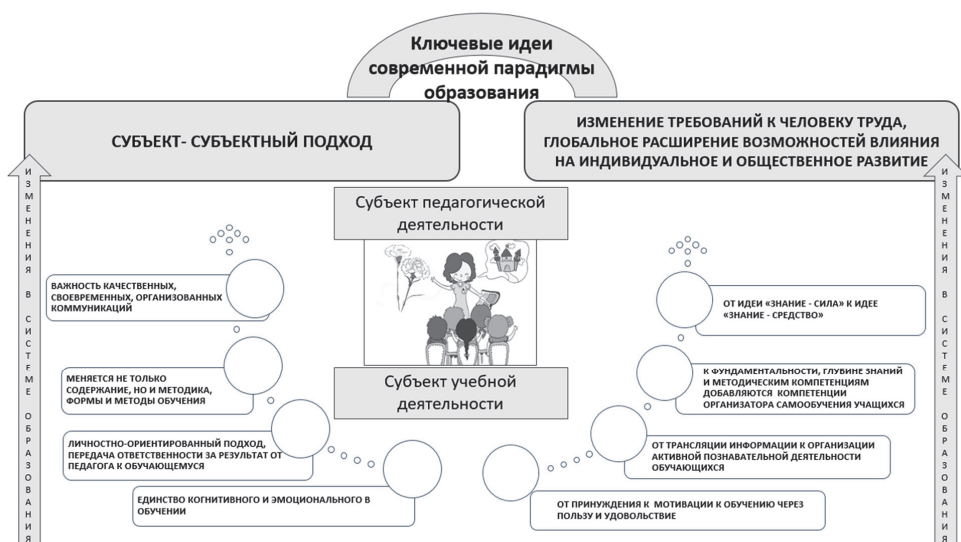 Ключевые идеи
современной парадигмы
образования
СУБЪЕКТ- СУБЪЕКТНЫЙ ПОДХОД
ИЗМЕНЕНИЕ ТРЕБОВАНИЙ К ЧЕЛОВЕКУ ТРУДА,
ГЛОБАЛЬНОЕ РАСШИРЕНИЕ ВОЗМОЖНОСТЕЙ ВЛИЯНИЯ
НА ИНДИВИДУАЛЬНОЕ И ОБЩЕСТВЕННОЕ РАЗВИТИЕ
ИЗМЕНЕНИЯ В СИСТЕМЕ ОБРАЗОВАНИЯ
Субъект педагогической
деятельности
Субъект учебной
деятельности
ВАЖНОСТЬ КАЧЕСТВЕННЫХ,
СВОЕВРЕМЕННЫХ, ОРГАНИЗОВАННЫХ
КОММУНИКАЦИЙ
МЕНЯЕТСЯ НЕ ТОЛЬКО
СОДЕРЖАНИЕ, НО И МЕТОДИКА,
ФОРМЫ И МЕТОДЫ ОБУЧЕНИЯ
ЛИЧНОСТНО-ОРИЕНТИРОВАННЫЙ ПОДХОД,
ПЕРЕДАЧА ОТВЕТСТВЕННОСТИ ЗА РЕЗУЛЬТАТ ОТ
ПЕДАГОГА К ОБУЧАЮЩЕМУСЯ
ЕДИНСТВО КОГНИТИВНОГО И ЭМОЦИОНАЛЬНОГО В
ОБУЧЕНИИ
ОТ ИДЕИ «ЗНАНИЕ - СИЛА» К ИДЕЕ
«ЗНАНИЕ - СРЕДСТВО»
К ФУНДАМЕНТАЛЬНОСТИ, ГЛУБИНЕ ЗНАНИЙ
И МЕТОДИЧЕСКИМ КОМПЕТЕНЦИЯМ
ДОБАВЛЯЮТСЯ КОМПЕТЕНЦИИ
ОРГАНИЗАТОРА САМООБУЧЕНИЯ УЧАЩИХСЯ
ОТ ТРАНСЛЯЦИИ ИНФОРМАЦИИ К ОРГАНИЗАЦИИ
АКТИВНОЙ ПОЗНАВАТЕЛЬНОЙ ДЕЯТЕЛЬНОСТИ
ОБУЧАЮЩИХСЯ
ОТ ПРИНУЖДЕНИЯ К МОТИВАЦИИ К ОБУЧЕНИЮ ЧЕРЕЗ
ПОЛЬЗУ И УДОВОЛЬСТВИЕ
ИЗМЕНЕНИЯ В СИСТЕМЕ ОБРАЗОВАНИЯ